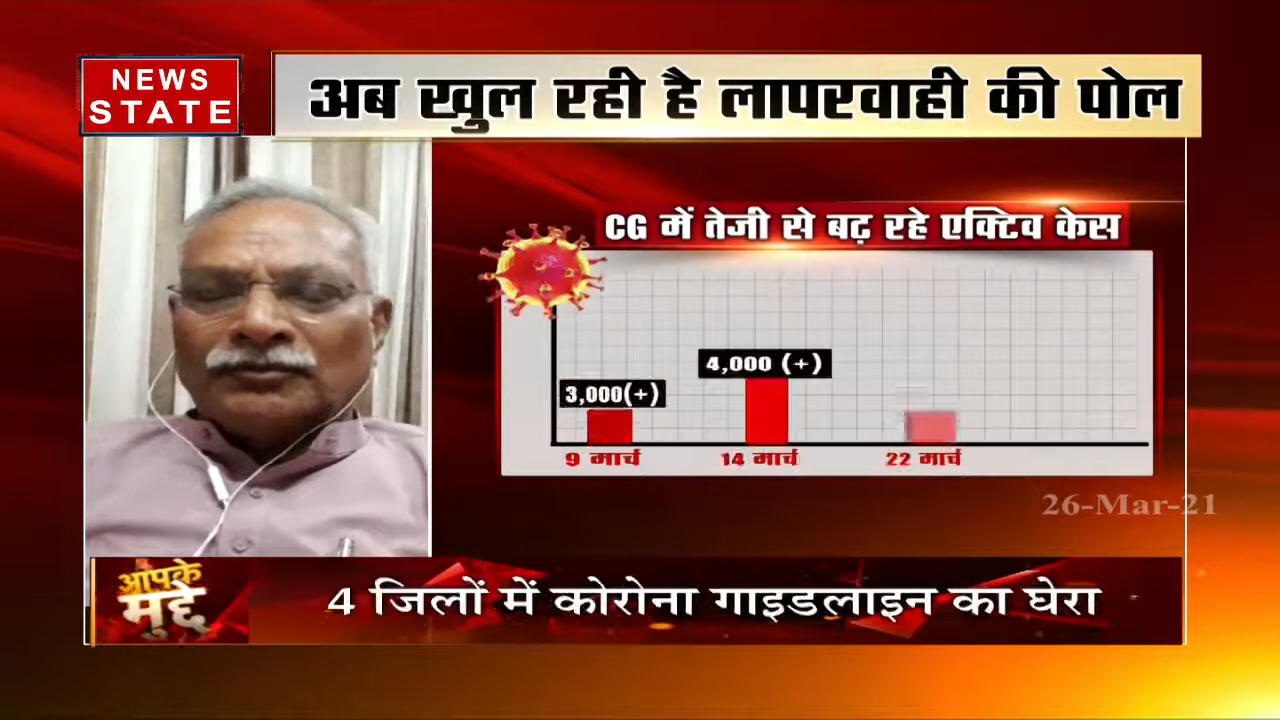 NEWS
STATE
अब खुल रही है लापरवाही की पोल
CG में तेजी से बढ़ रहे एक्टिव केस
3,000(+)
4,000 (+)
9 मार्च
14 मार्च
22 मार्च
26-Mar-21
आपके
मुद्दे
4 जिलों में कोरोना गाइडलाइन का घेरा